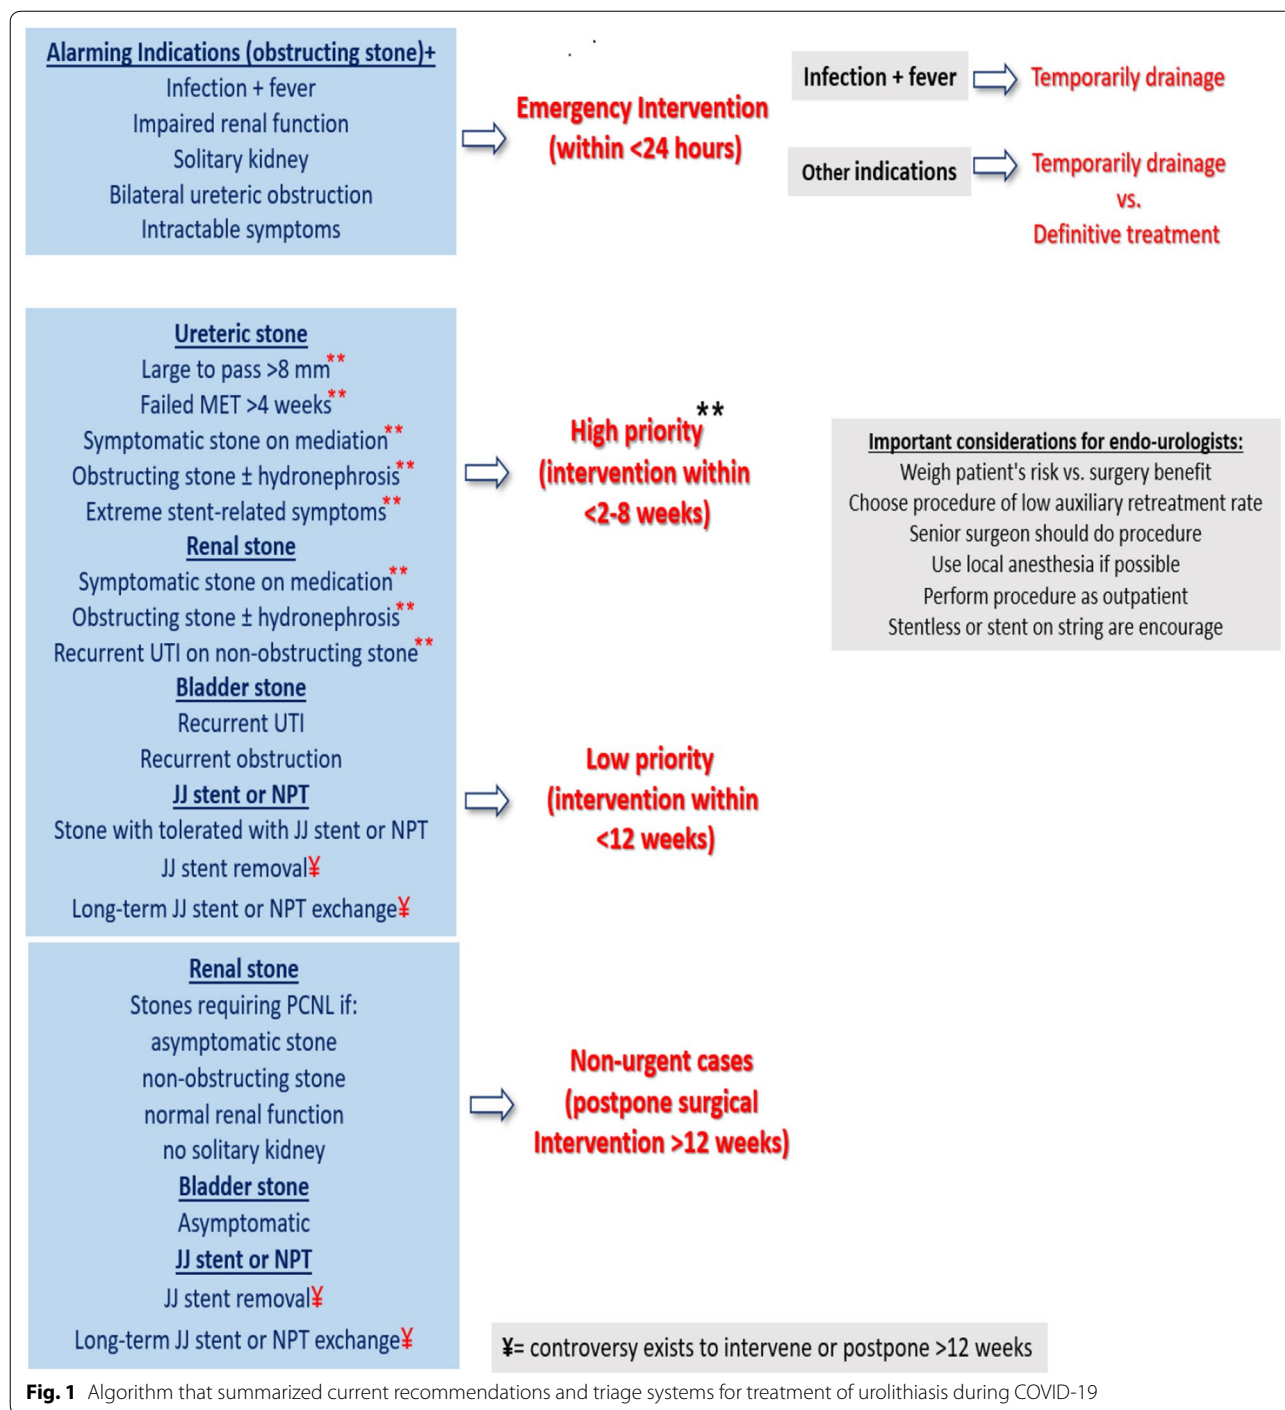 Alarming Indications (obstructing stone)+
Infection + fever
Impaired renal function
Solitary kidney
Bilateral ureteric obstruction
Intractable symptoms
Emergency Intervention
(within <24 hours)
Infection + fever
Temporarily drainage
Other indications
Temporarily drainage
vs.
Definitive treatment
Ureteric stone
Large to pass >8 mm**
Failed MET >4 weeks**
Symptomatic stone on mediation**
Obstructing stone ± hydronephrosis**
Extreme stent-related symptoms**
Renal stone
Symptomatic stone on medication**
Obstructing stone ± hydronephrosis**
Recurrent UTI on non-obstructing stone**
Bladder stone
Recurrent UTI
Recurrent obstruction
JJ stent or NPT
Stone with tolerated with JJ stent or NPT
JJ stent removal¥
Long-term JJ stent or NPT exchange¥
High priority**
(intervention within
<2-8 weeks)
Low priority
(intervention within
<12 weeks)
Important considerations for endo-urologists:
Weigh patient's risk vs. surgery benefit
Choose procedure of low auxiliary retreatment rate
Senior surgeon should do procedure
Use local anesthesia if possible
Perform procedure as outpatient
Stentless or stent on string are encourage
Renal stone
Stones requiring PCNL if:
asymptomatic stone
non-obstructing stone
normal renal function
no solitary kidney
Bladder stone
Asymptomatic
JJ stent or NPT
JJ stent removal¥
Long-term JJ stent or NPT exchange¥
Non-urgent cases
(postpone surgical
Intervention >12 weeks)
¥= controversy exists to intervene or postpone >12 weeks
Fig. 1 Algorithm that summarized current recommendations and triage systems for treatment of urolithiasis during COVID-19